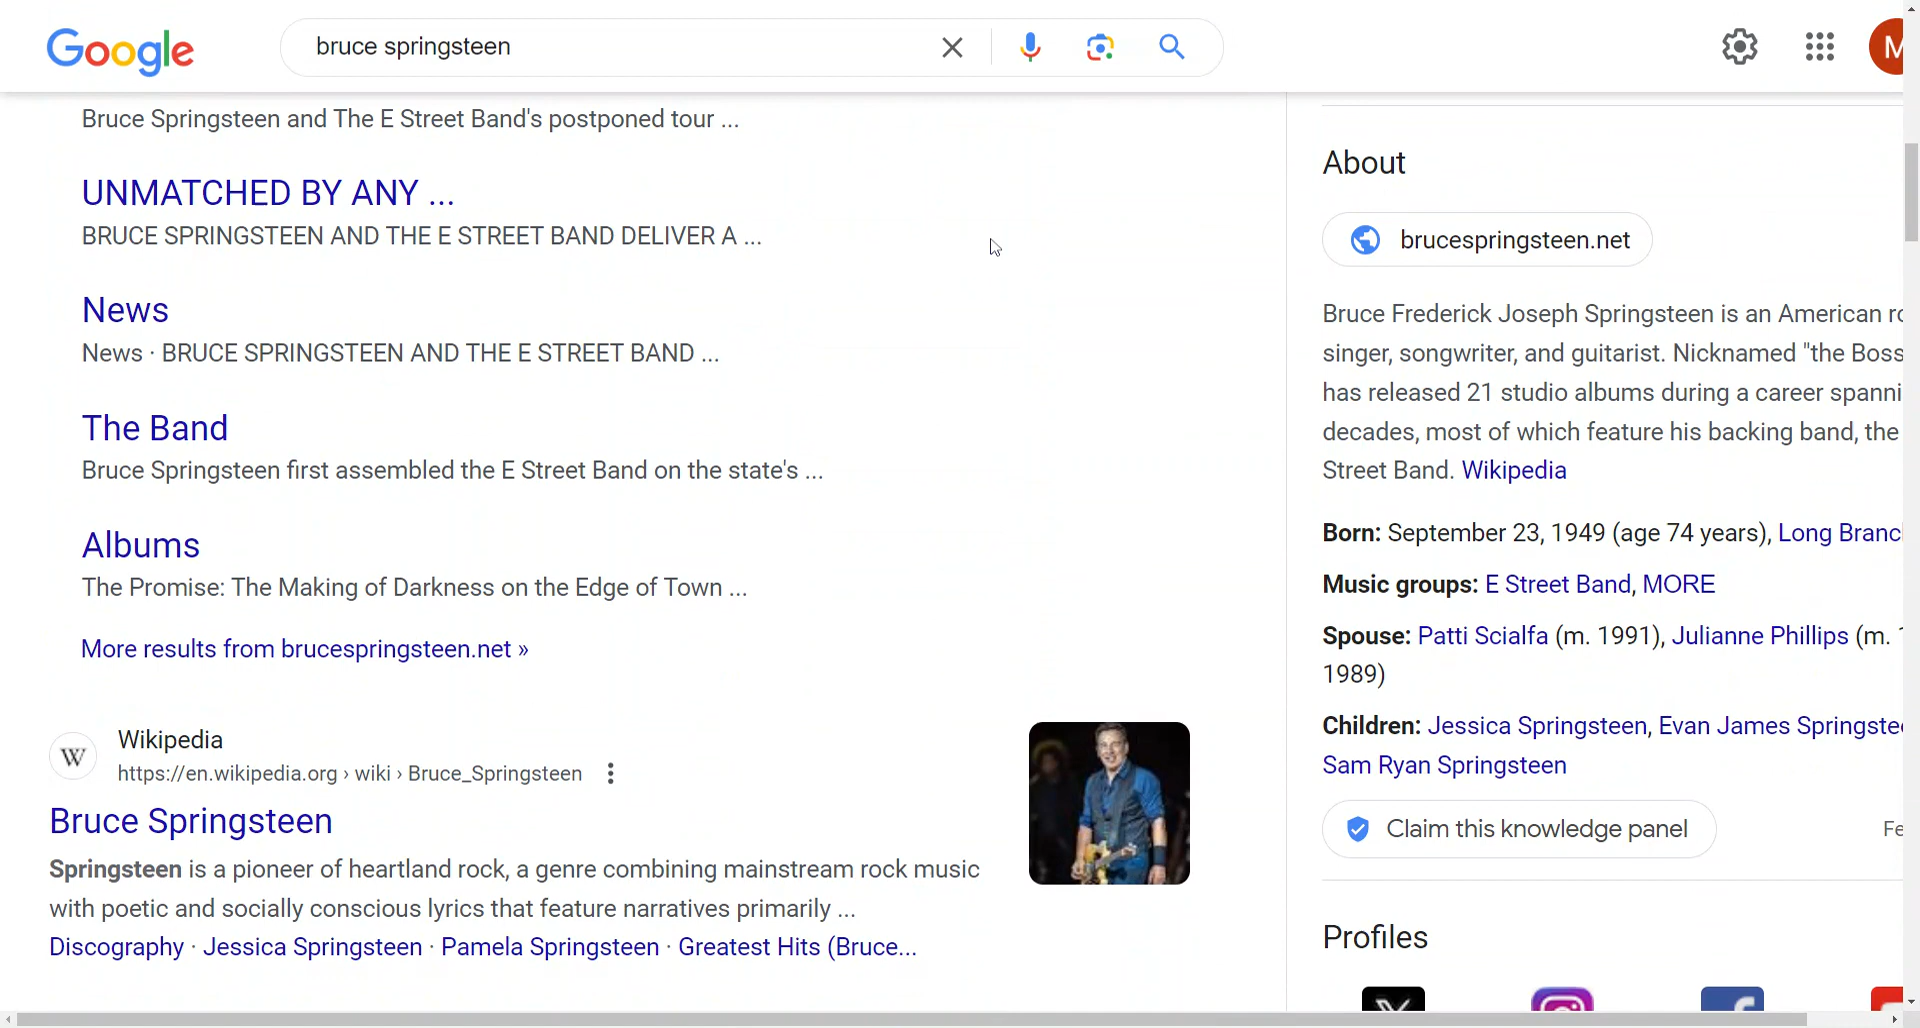 Google
bruce springsteen
M
Bruce Springsteen and The E Street Band's postponed tour ...
UNMATCHED BY ANY ...
BRUCE SPRINGSTEEN AND THE E STREET BAND DELIVER A ...
News
News · BRUCE SPRINGSTEEN AND THE E STREET BAND ...
The Band
Bruce Springsteen first assembled the E Street Band on the state's ...
Albums
The Promise: The Making of Darkness on the Edge of Town ...
More results from brucespringsteen.net »
W
Wikipedia
https://en.wikipedia.org › wiki › Bruce_Springsteen
Bruce Springsteen
Springsteen is a pioneer of heartland rock, a genre combining mainstream rock music
with poetic and socially conscious lyrics that feature narratives primarily ...
Discography · Jessica Springsteen · Pamela Springsteen · Greatest Hits (Bruce...
About
brucespringsteen.net
Bruce Frederick Joseph Springsteen is an American
singer, songwriter, and guitarist. Nicknamed "the Boss
has released 21 studio albums during a career
decades, most of which feature his backing band, the
Street Band. Wikipedia
Born: September 23, 1949 (age 74 years), Long
Music groups: E Street Band, MORE
Spouse: Patti Scialfa (m. 1991), Julianne Phillips (m.
1989)
Children: Jessica Springsteen, Evan James
Sam Ryan Springsteen
Claim this knowledge panel
Profiles